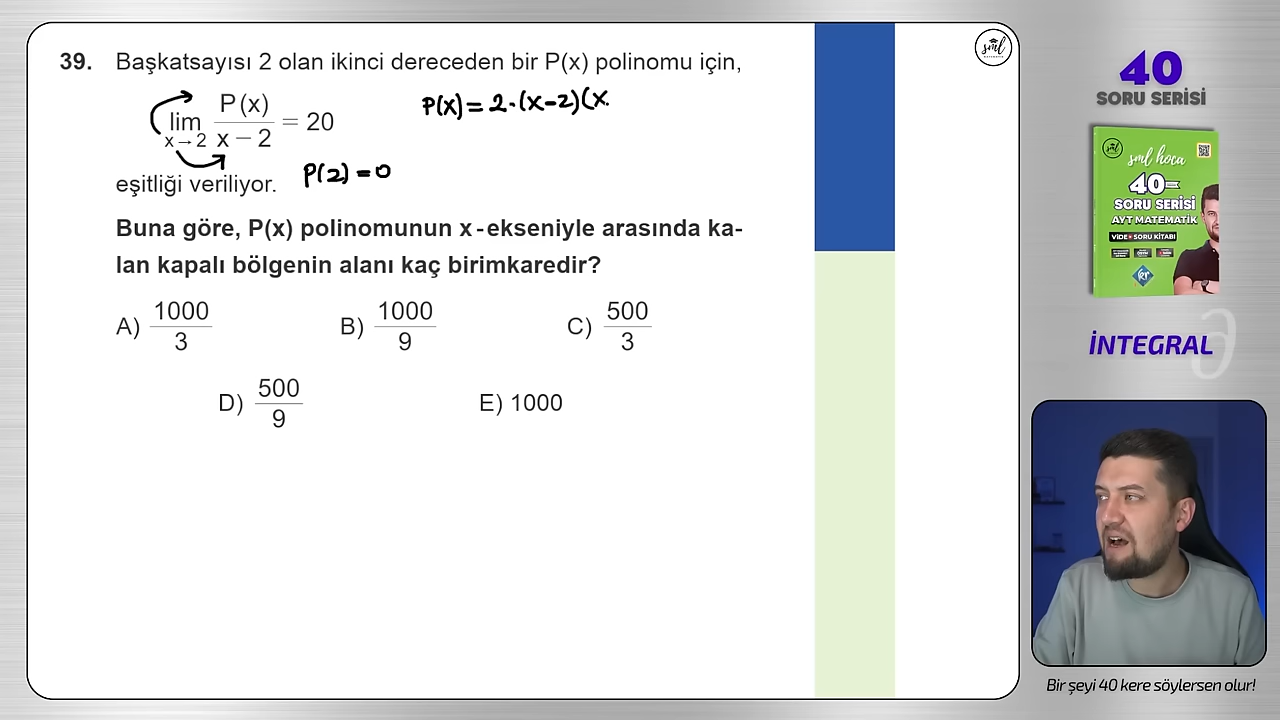 39. Başkatsayısı 2 olan ikinci dereceden bir P(x) polinomu için,
lim x→2 P(x) / x − 2 = 20
P(x) = 2·(x−2)(x
eşitliği veriliyor. P(2) = 0
Buna göre, P(x) polinomunun x-ekseniyle arasında ka-
lan kapalı bölgenin alanı kaç birimkaredir?
A) 1000/3 B) 1000/9 C) 500/3
D) 500/9 E) 1000
sml
40
SORU SERİSİ
sml hoca
40
SORU SERİSİ
AYT MATEMATİK
VİDEO SORU KİTABI
İNTEGRAL
Bir şeyi 40 kere söylersen olur!